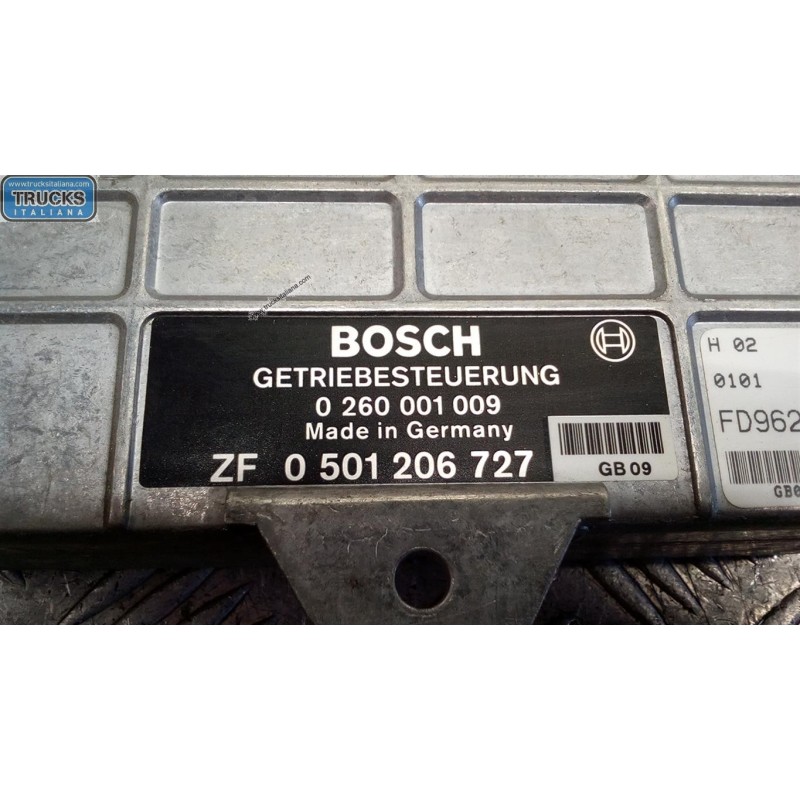 www.trucksitaliana.com
TRUCKS
ITALIANA
BOSCH
GETRIEBESTEUERUNG
0 260 001 009
Made in Germany
ZF 0 501 206 727
GB 09
H 02
0101
FD962